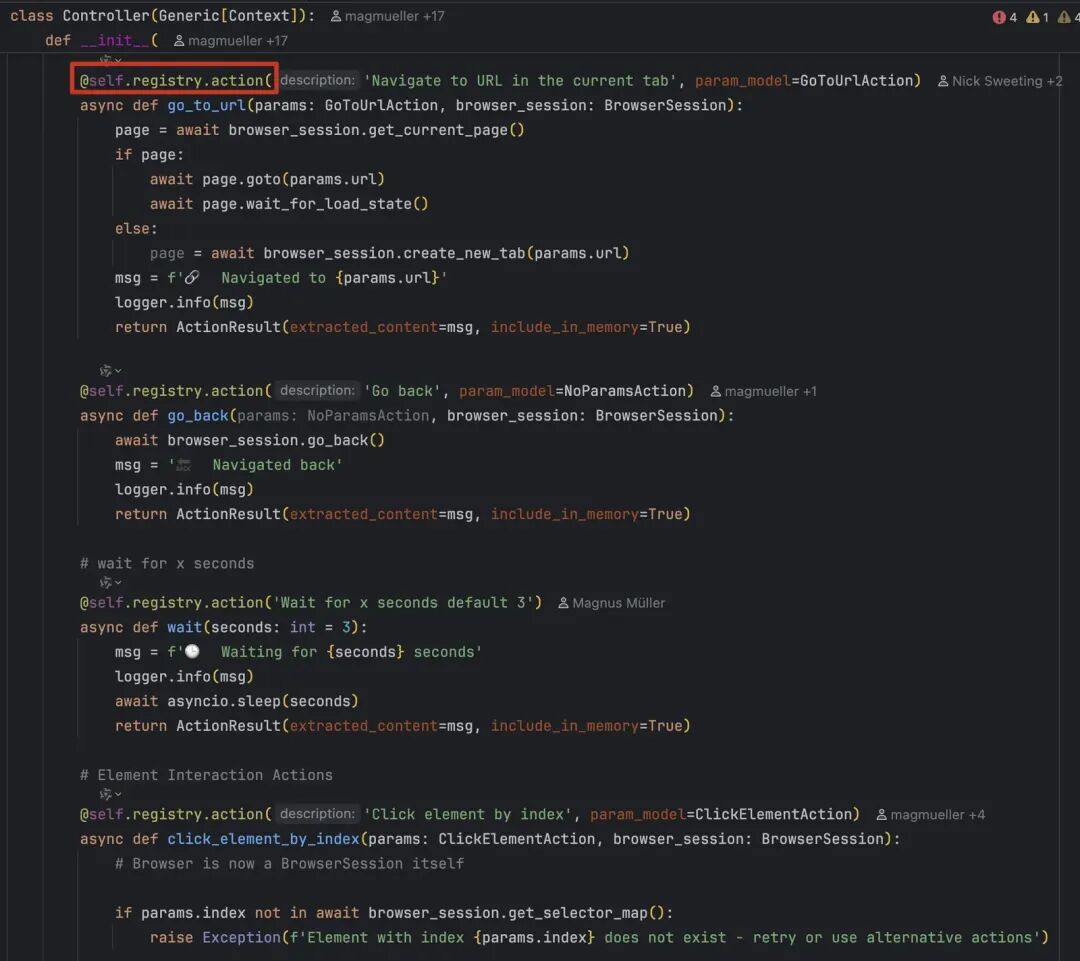 class Controller(Generic[Context]): magmueller +17
4 1 4
def __init__( magmueller +17
@self.registry.action( description: 'Navigate to URL in the current tab', param_model=GoToUrlAction) Nick Sweeting +2
async def go_to_url(params: GoToUrlAction, browser_session: BrowserSession):
page = await browser_session.get_current_page()
if page:
await page.goto(params.url)
await page.wait_for_load_state()
else:
page = await browser_session.create_new_tab(params.url)
msg = f'🔗 Navigated to {params.url}'
logger.info(msg)
return ActionResult(extracted_content=msg, include_in_memory=True)
@self.registry.action( description: 'Go back', param_model=NoParamsAction) magmueller +1
async def go_back(params: NoParamsAction, browser_session: BrowserSession):
await browser_session.go_back()
msg = '🔙 Navigated back'
logger.info(msg)
return ActionResult(extracted_content=msg, include_in_memory=True)
# wait for x seconds
@self.registry.action('Wait for x seconds default 3') Magnus Müller
async def wait(seconds: int = 3):
msg = f'🕒 Waiting for {seconds} seconds'
logger.info(msg)
await asyncio.sleep(seconds)
return ActionResult(extracted_content=msg, include_in_memory=True)
# Element Interaction Actions
@self.registry.action( description: 'Click element by index', param_model=ClickElementAction) magmueller +4
async def click_element_by_index(params: ClickElementAction, browser_session: BrowserSession):
# Browser is now a BrowserSession itself
if params.index not in await browser_session.get_selector_map():
raise Exception(f'Element with index {params.index} does not exist - retry or use alternative actions')